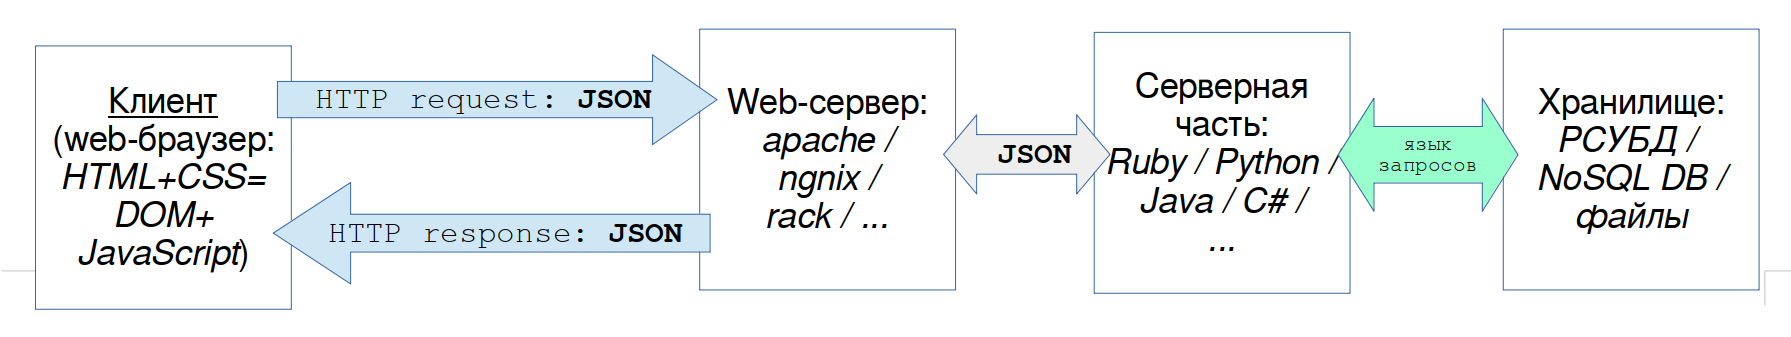 Клиент
(web-браузер:
HTML+CSS=
DOM+
JavaScript)
HTTP request: JSON
HTTP response: JSON
Web-сервер:
apache /
ngnix /
rack / ...
JSON
Серверная
часть:
Ruby / Python /
Java / C# /
...
язык
запросов
Хранилище:
РСУБД /
NoSQL DB /
файлы